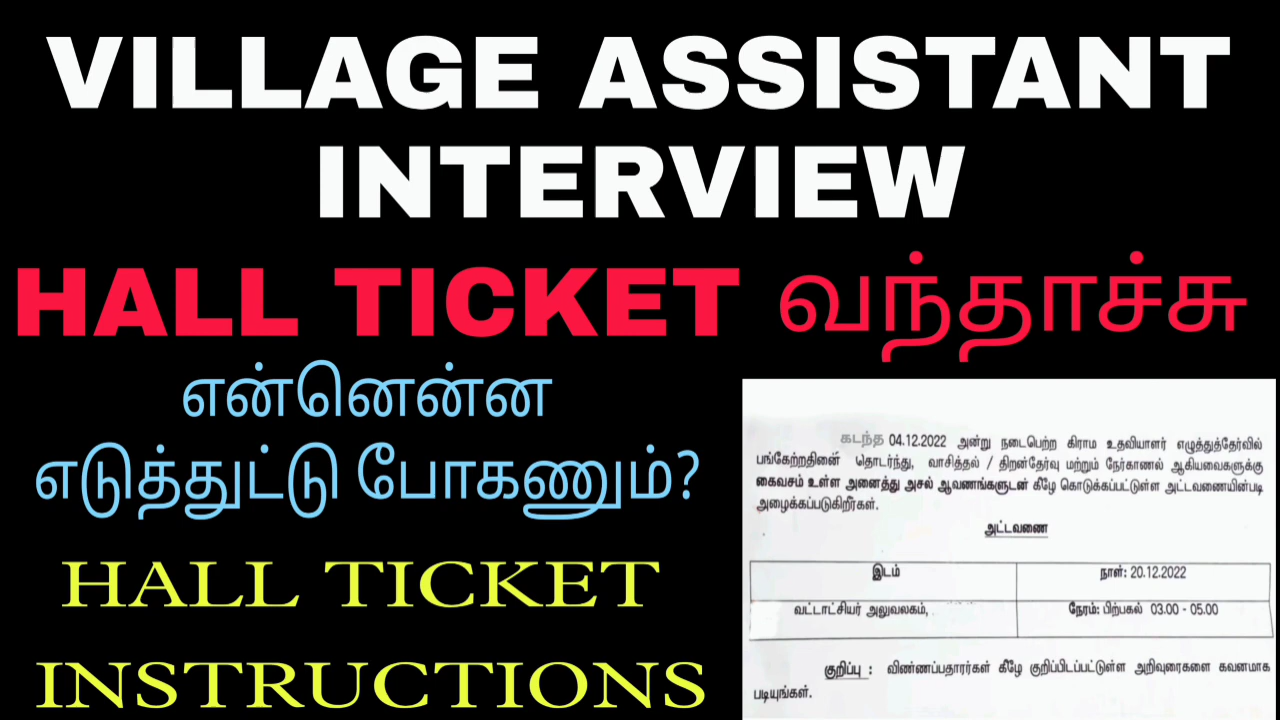 VILLAGE ASSISTANT
INTERVIEW
HALL TICKET வந்தாச்சு
என்னென்ன
எடுத்துட்டு போகணும்?
HALL TICKET
INSTRUCTIONS
கடந்த 04.12.2022 அன்று நடைபெற்ற கிராம உதவியாளர் எழுத்துத்தேர்வில்
பங்கேற்றதினை தொடர்ந்து, வாசித்தல் / திறன்தேர்வு மற்றும் நேர்காணல் ஆகியவைகளுக்கு
கைவசம் உள்ள அனைத்து அசல் ஆவணங்களுடன் கீழே கொடுக்கப்பட்டுள்ள அட்டவணையின்படி
அழைக்கப்படுகிறீர்கள்.
அட்டவணை
இடம் நாள்: 20.12.2022
வட்டாட்சியர் அலுவலகம், நேரம்: பிற்பகல் 03.00 - 05.00
குறிப்பு : விண்ணப்பதாரர்கள் கீழே குறிப்பிடப்பட்டுள்ள அறிவுரைகளை கவனமாக
படியுங்கள்.